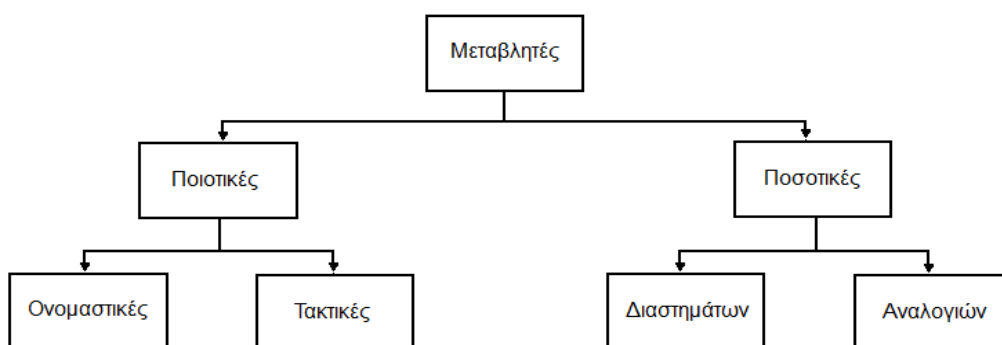 Μεταβλητές
Ποιοτικές
Ποσοτικές
Ονομαστικές
Τακτικές
Διαστημάτων
Αναλογιών